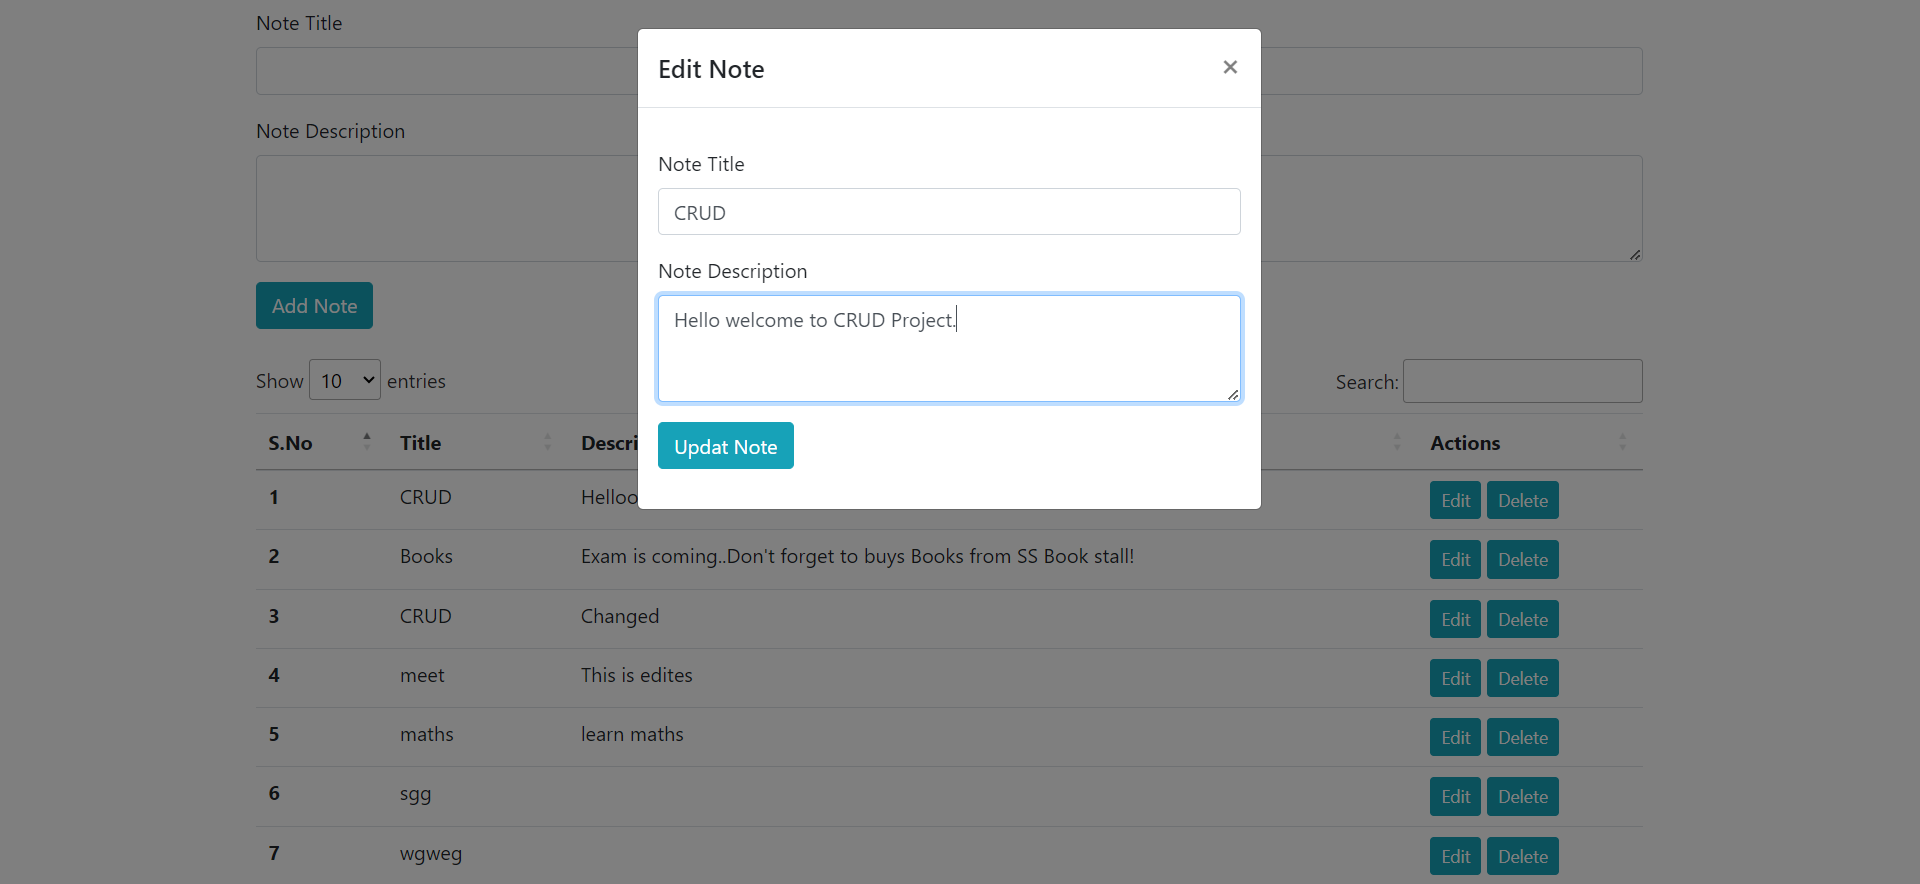 Note Title
Note Description
Add Note
Edit Note
×
Note Title
CRUD
Note Description
Hello welcome to CRUD Project.
Updat Note
Show 10 entries
Search:
S.No Title Descri Actions
1 CRUD Helloo Edit Delete
2 Books Exam is coming..Don't forget to buys Books from SS Book stall! Edit Delete
3 CRUD Changed Edit Delete
4 meet This is edites Edit Delete
5 maths learn maths Edit Delete
6 sgg Edit Delete
7 wgweg Edit Delete